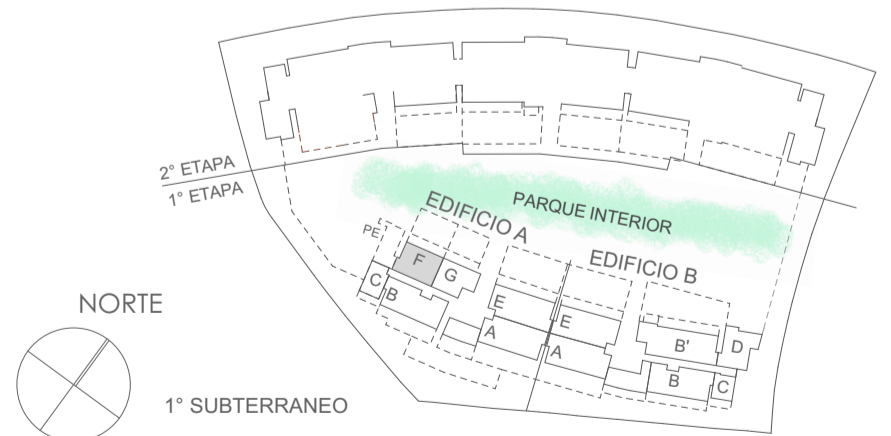 2° ETAPA
1° ETAPA
PARQUE INTERIOR
EDIFICIO A
EDIFICIO B
PE
F
G
C
B
E
E
A
A
B'
D
B
C
NORTE
1° SUBTERRANEO